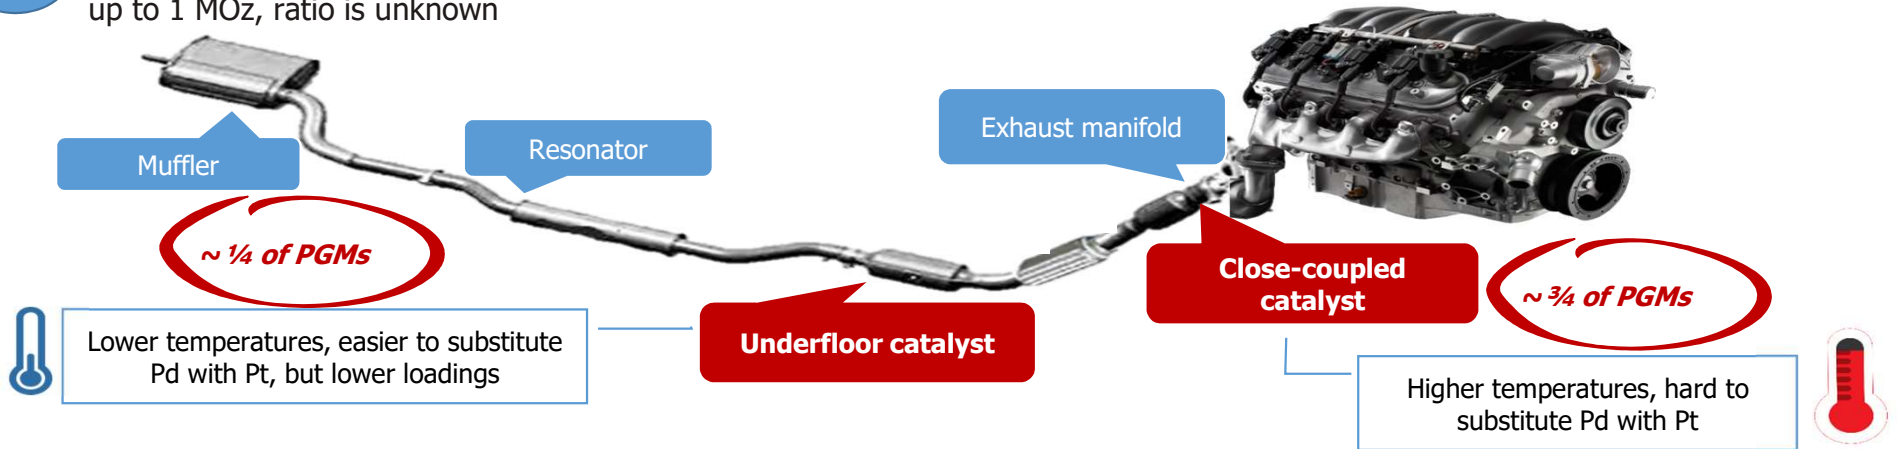 up to 1 MOz, ratio is unknown
Muffler
Resonator
Exhaust manifold
~ ¼ of PGMs
Close-coupled
catalyst
~ ¾ of PGMs
Lower temperatures, easier to substitute
Pd with Pt, but lower loadings
Underfloor catalyst
Higher temperatures, hard to
substitute Pd with Pt